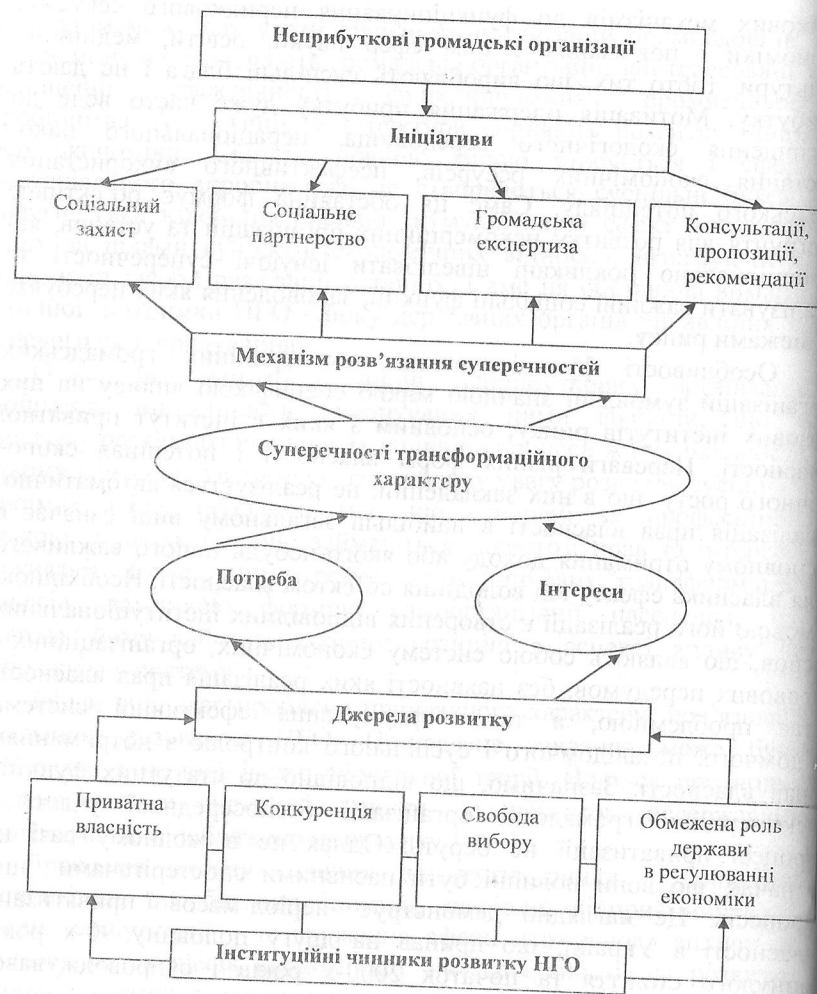 Неприбуткові громадські організації
Ініціативи
Соціальний
захист
Соціальне
партнерство
Громадська
експертиза
Консультації,
пропозиції,
рекомендації
Механізм розв’язання суперечностей
Суперечності трансформаційного
характеру
Потреба
Інтереси
Джерела розвитку
Приватна
власність
Конкуренція
Свобода
вибору
Обмежена роль
держави
в регулюванні
економіки
Інституційні чинники розвитку НГО